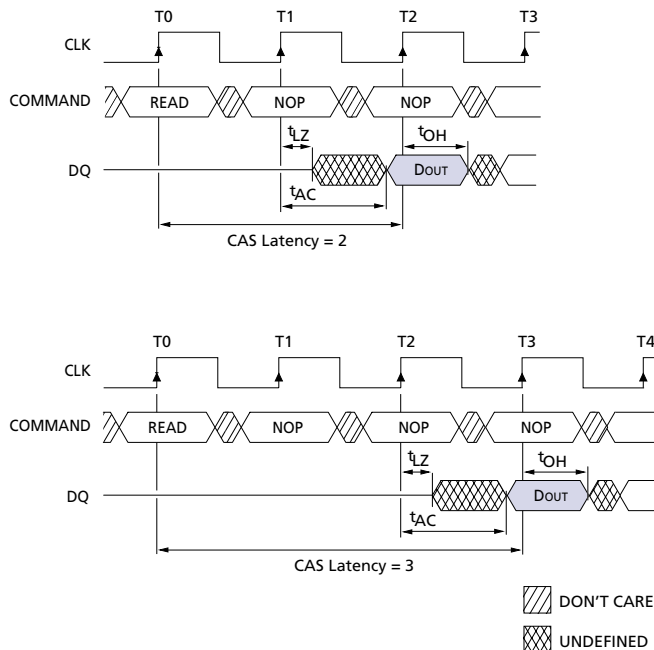 T0 T1 T2 T3
CLK
COMMAND READ NOP NOP
tLZ tOH
DQ DOUT
tAC
CAS Latency = 2
T0 T1 T2 T3 T4
CLK
COMMAND READ NOP NOP NOP
tLZ tOH
DQ DOUT
tAC
CAS Latency = 3
DON'T CARE
UNDEFINED